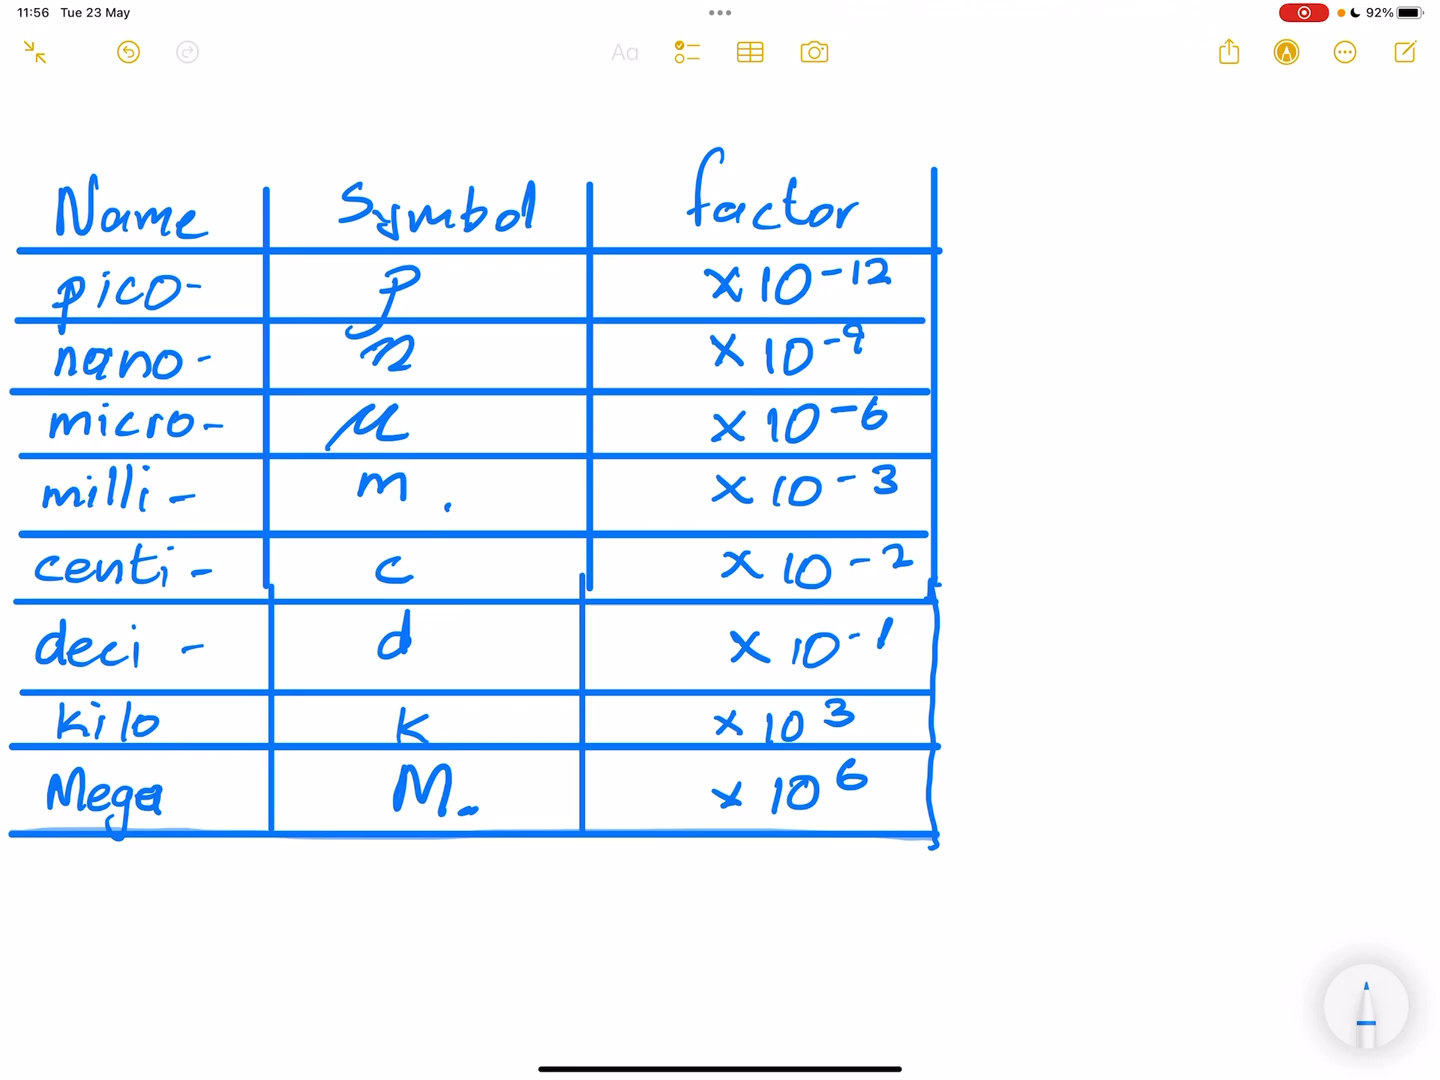 11:56 Tue 23 May 92%
Aa
Name Symbol factor
pico- p ×10⁻¹²
nano- n ×10⁻⁹
micro- μ ×10⁻⁶
milli- m. ×10⁻³
centi- c ×10⁻²
deci- d ×10⁻¹
kilo k ×10³
Mega M. ×10⁶